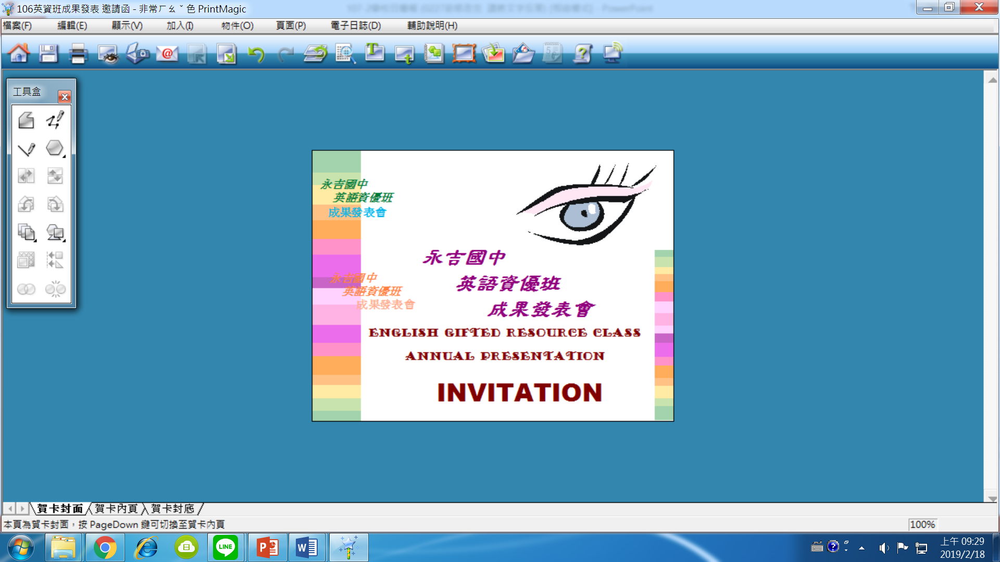 106英資班成果發表 邀請函 - 非常ㄏㄠˇ色 PrintMagic
檔案(F) 編輯(E) 顯示(V) 加入(I) 物件(O) 頁面(P) 電子日誌(D) 輔助說明(H)
工具盒
永吉國中
英語資優班
成果發表會
永吉國中
英語資優班
成果發表會
永吉國中
英語資優班
成果發表會
ENGLISH GIFTED RESOURCE CLASS
ANNUAL PRESENTATION
INVITATION
賀卡封面 賀卡內頁 賀卡封底
本頁為賀卡封面，按 PageDown 鍵可切換至賀卡內頁
100%
LINE
上午 09:29
2019/2/18